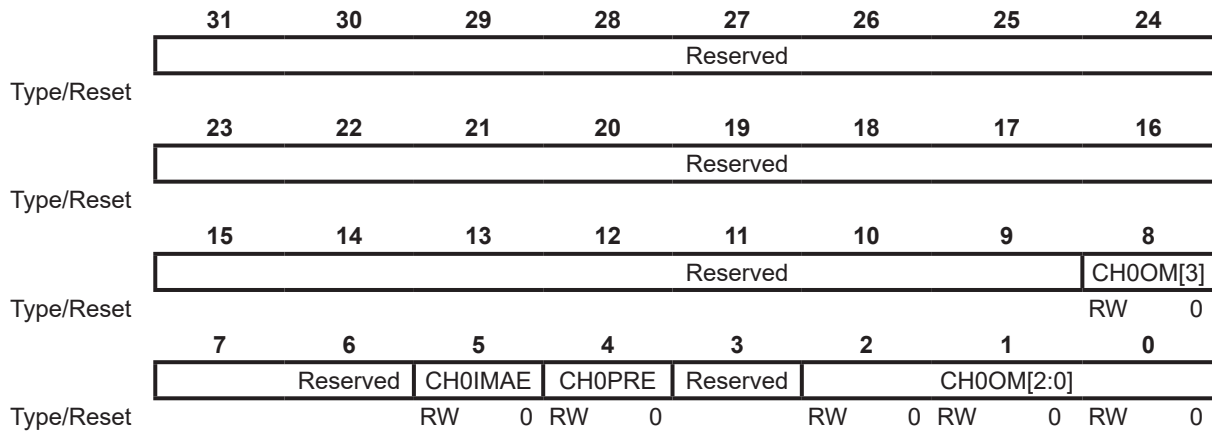 31 30 29 28 27 26 25 24
Reserved
Type/Reset
23 22 21 20 19 18 17 16
Reserved
Type/Reset
15 14 13 12 11 10 9 8
Reserved CH0OM[3]
Type/Reset RW 0
7 6 5 4 3 2 1 0
Reserved CH0IMAE CH0PRE Reserved CH0OM[2:0]
Type/Reset RW 0 RW 0 RW 0 RW 0 RW 0